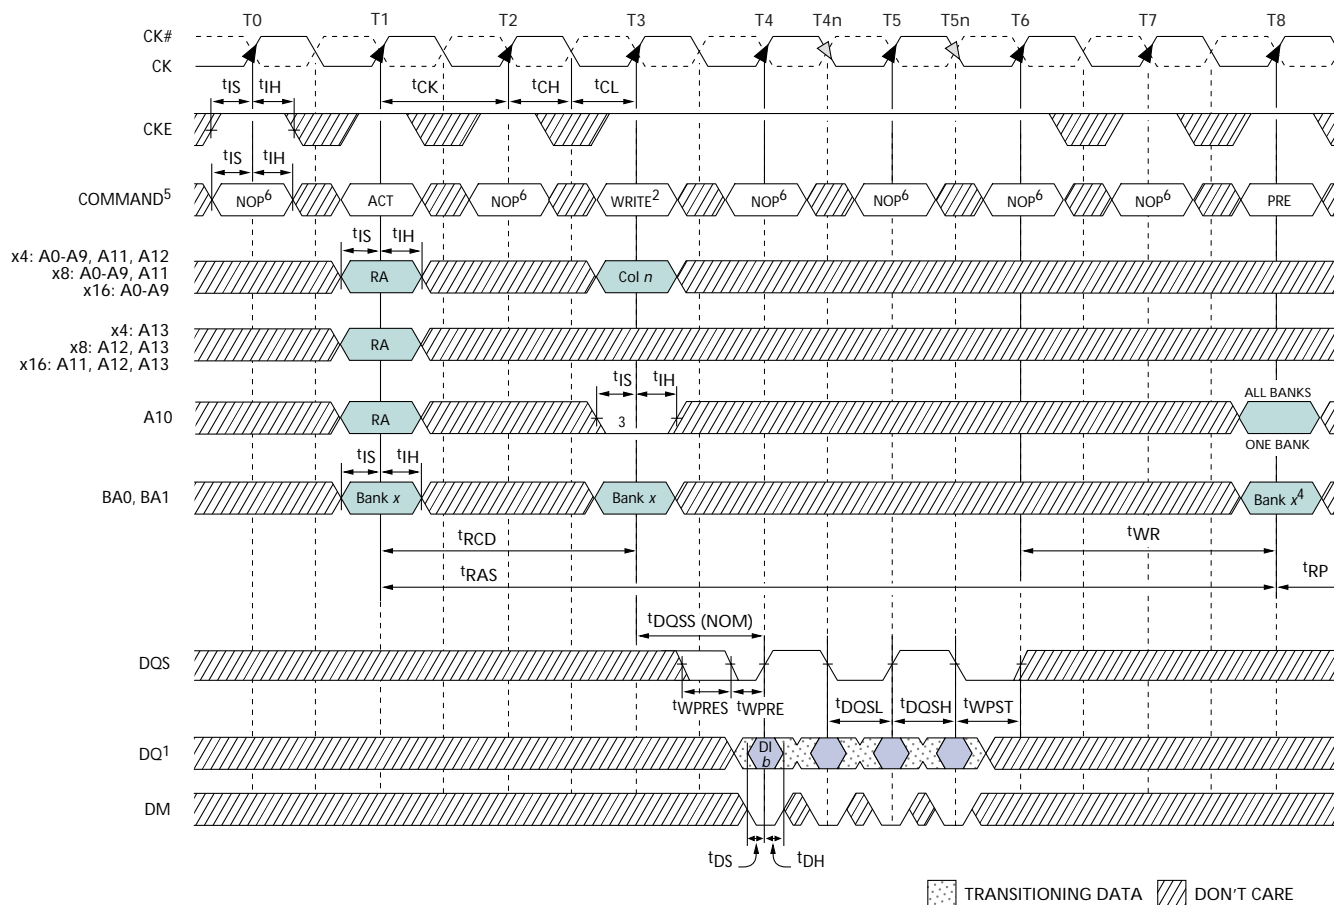 T0 T1 T2 T3 T4 T4n T5 T5n T6 T7 T8
CK#
CK
tIS tIH tCK tCH tCL
CKE
tIS tIH
COMMAND5 NOP6 ACT NOP6 WRITE2 NOP6 NOP6 NOP6 NOP6 PRE
tIS tIH
x4: A0-A9, A11, A12
x8: A0-A9, A11
x16: A0-A9
RA Col n
x4: A13
x8: A12, A13
x16: A11, A12, A13
RA
tIS tIH
ALL BANKS
A10 RA 3
ONE BANK
tIS tIH
BA0, BA1 Bank x Bank x Bank x4
tRCD tWR
tRAS tRP
tDQSS (NOM)
DQS
tWPRES tWPRE tDQSL tDQSH tWPST
DQ1 DI
b
DM
tDS tDH
TRANSITIONING DATA DON'T CARE